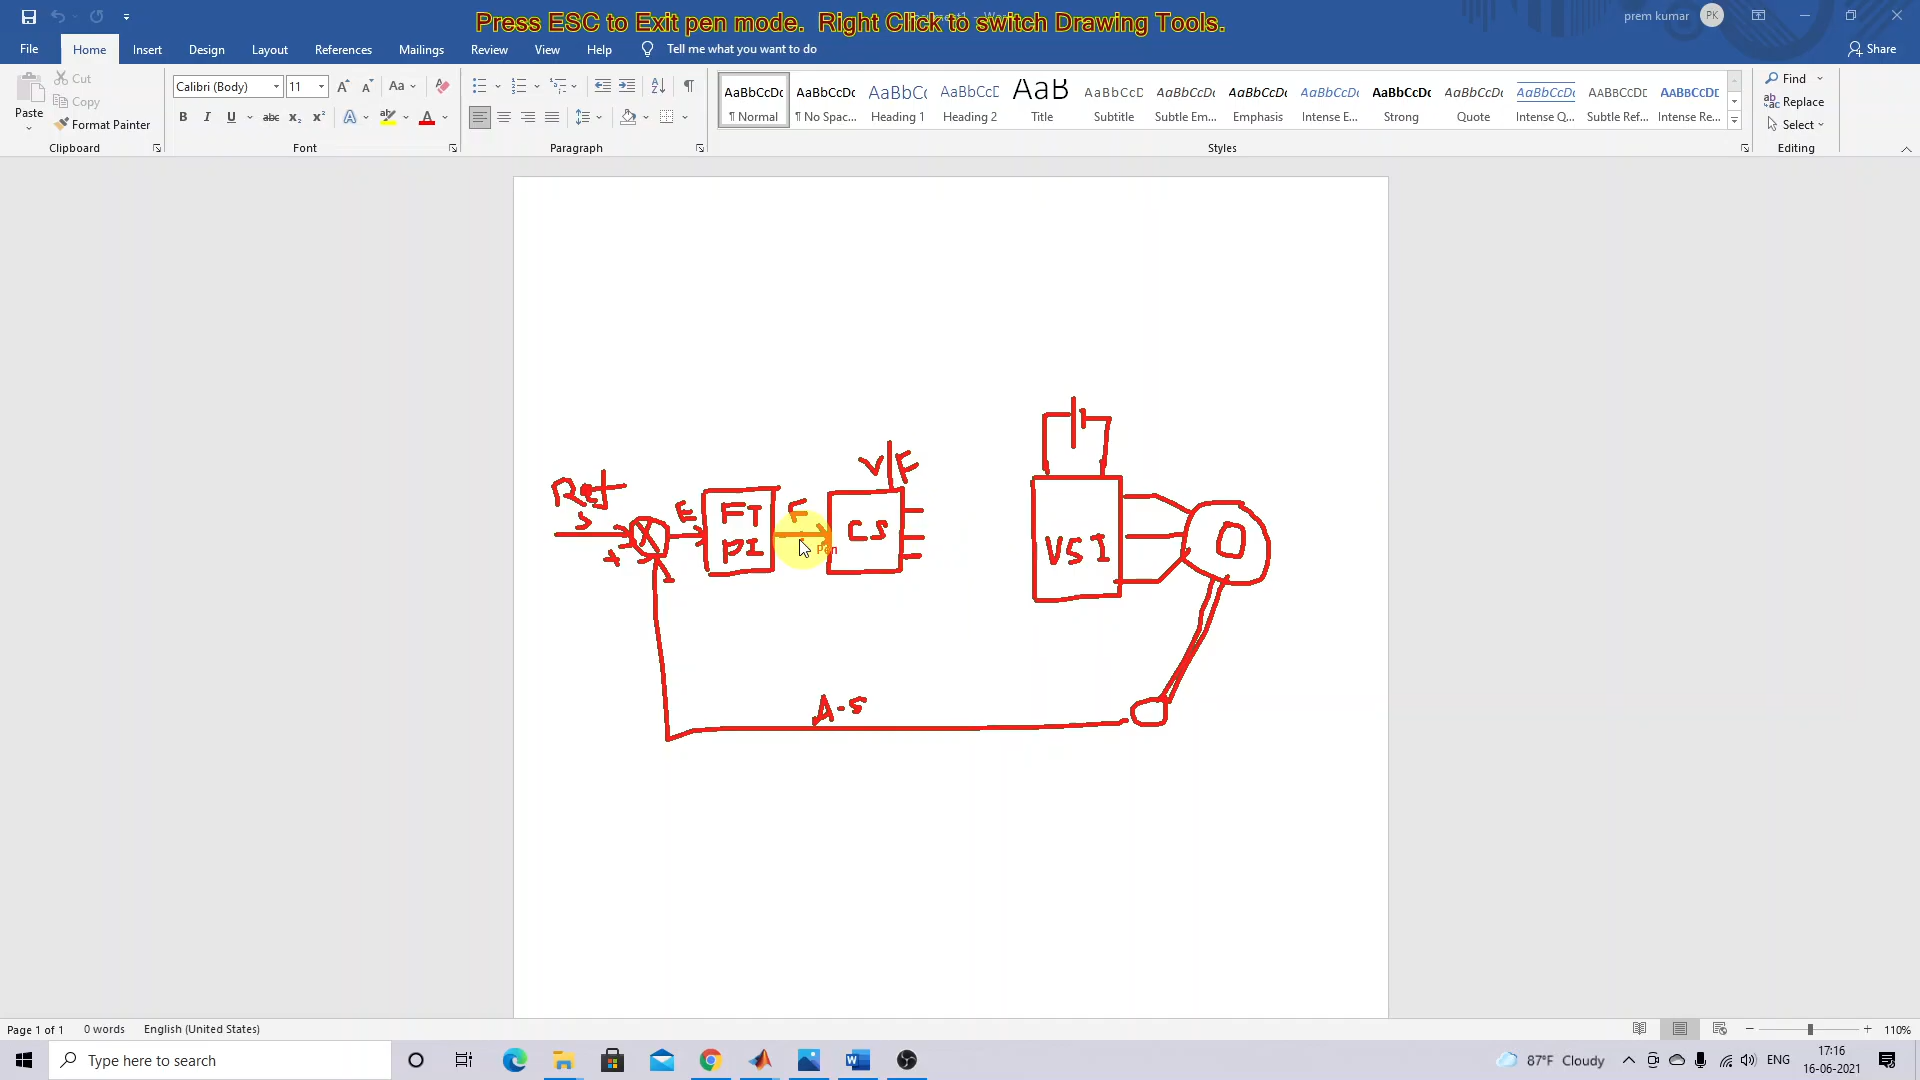 Press ESC to Exit pen mode. Right Click to switch Drawing Tools.
prem kumar
PK
File
Home
Insert
Design
Layout
References
Mailings
Review
View
Help
Tell me what you want to do
Share
Paste
Cut
Copy
Format Painter
Clipboard
Calibri (Body)
11
Font
Paragraph
AaBbCcDc
¶ Normal
AaBbCcDc
¶ No Spac...
AaBbCc
Heading 1
AaBbCcD
Heading 2
AaB
Title
AaBbCcD
Subtitle
AaBbCcDc
Subtle Em...
AaBbCcDc
Emphasis
AaBbCcDc
Intense E...
AaBbCcDc
Strong
AaBbCcDc
Quote
AaBbCcDc
Intense Q...
AaBbCcDd
Subtle Ref...
AaBbCcDd
Intense Re...
Styles
Find
Replace
Select
Editing
V/F
Ref
S
+
-
E
FT
PI
F
CS
Pen
VSI
A-S
Page 1 of 1
0 words
English (United States)
110%
Type here to search
87°F Cloudy
ENG
17:16
16-06-2021